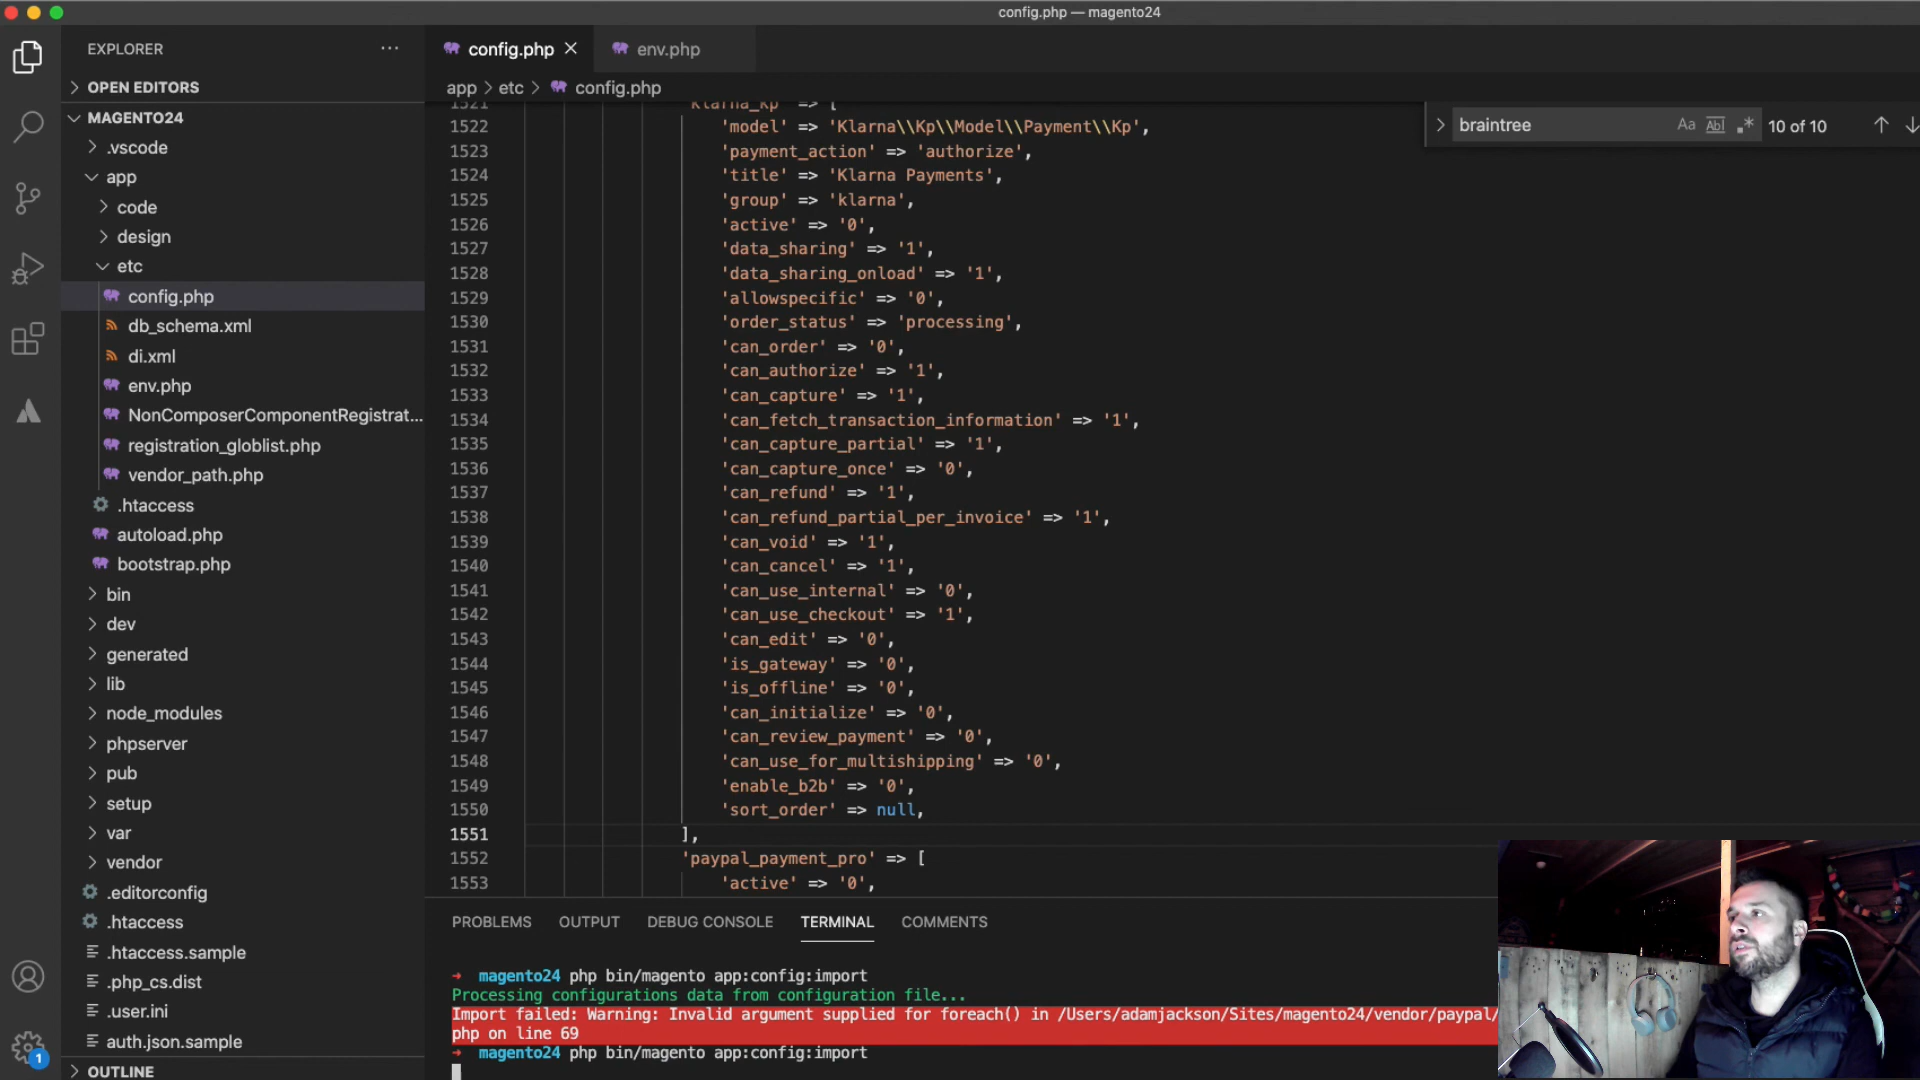 config.php — magento24
EXPLORER
config.php
env.php
OPEN EDITORS
app > etc > config.php
MAGENTO24
.vscode
app
code
design
etc
config.php
db_schema.xml
di.xml
env.php
NonComposerComponentRegistrat...
registration_globlist.php
vendor_path.php
.htaccess
autoload.php
bootstrap.php
bin
dev
generated
lib
node_modules
phpserver
pub
setup
var
vendor
.editorconfig
.htaccess
.htaccess.sample
.php_cs.dist
.user.ini
auth.json.sample
OUTLINE
1
braintree
Aa Abl .*
10 of 10
1521 'klarna_kp' => [
1522 'model' => 'Klarna\\Kp\\Model\\Payment\\Kp',
1523 'payment_action' => 'authorize',
1524 'title' => 'Klarna Payments',
1525 'group' => 'klarna',
1526 'active' => '0',
1527 'data_sharing' => '1',
1528 'data_sharing_onload' => '1',
1529 'allowspecific' => '0',
1530 'order_status' => 'processing',
1531 'can_order' => '0',
1532 'can_authorize' => '1',
1533 'can_capture' => '1',
1534 'can_fetch_transaction_information' => '1',
1535 'can_capture_partial' => '1',
1536 'can_capture_once' => '0',
1537 'can_refund' => '1',
1538 'can_refund_partial_per_invoice' => '1',
1539 'can_void' => '1',
1540 'can_cancel' => '1',
1541 'can_use_internal' => '0',
1542 'can_use_checkout' => '1',
1543 'can_edit' => '0',
1544 'is_gateway' => '0',
1545 'is_offline' => '0',
1546 'can_initialize' => '0',
1547 'can_review_payment' => '0',
1548 'can_use_for_multishipping' => '0',
1549 'enable_b2b' => '0',
1550 'sort_order' => null,
1551 ],
1552 'paypal_payment_pro' => [
1553 'active' => '0',
PROBLEMS OUTPUT DEBUG CONSOLE TERMINAL COMMENTS
→ magento24 php bin/magento app:config:import
Processing configurations data from configuration file...
Import failed: Warning: Invalid argument supplied for foreach() in /Users/adamjackson/Sites/magento24/vendor/paypal/
php on line 69
→ magento24 php bin/magento app:config:import